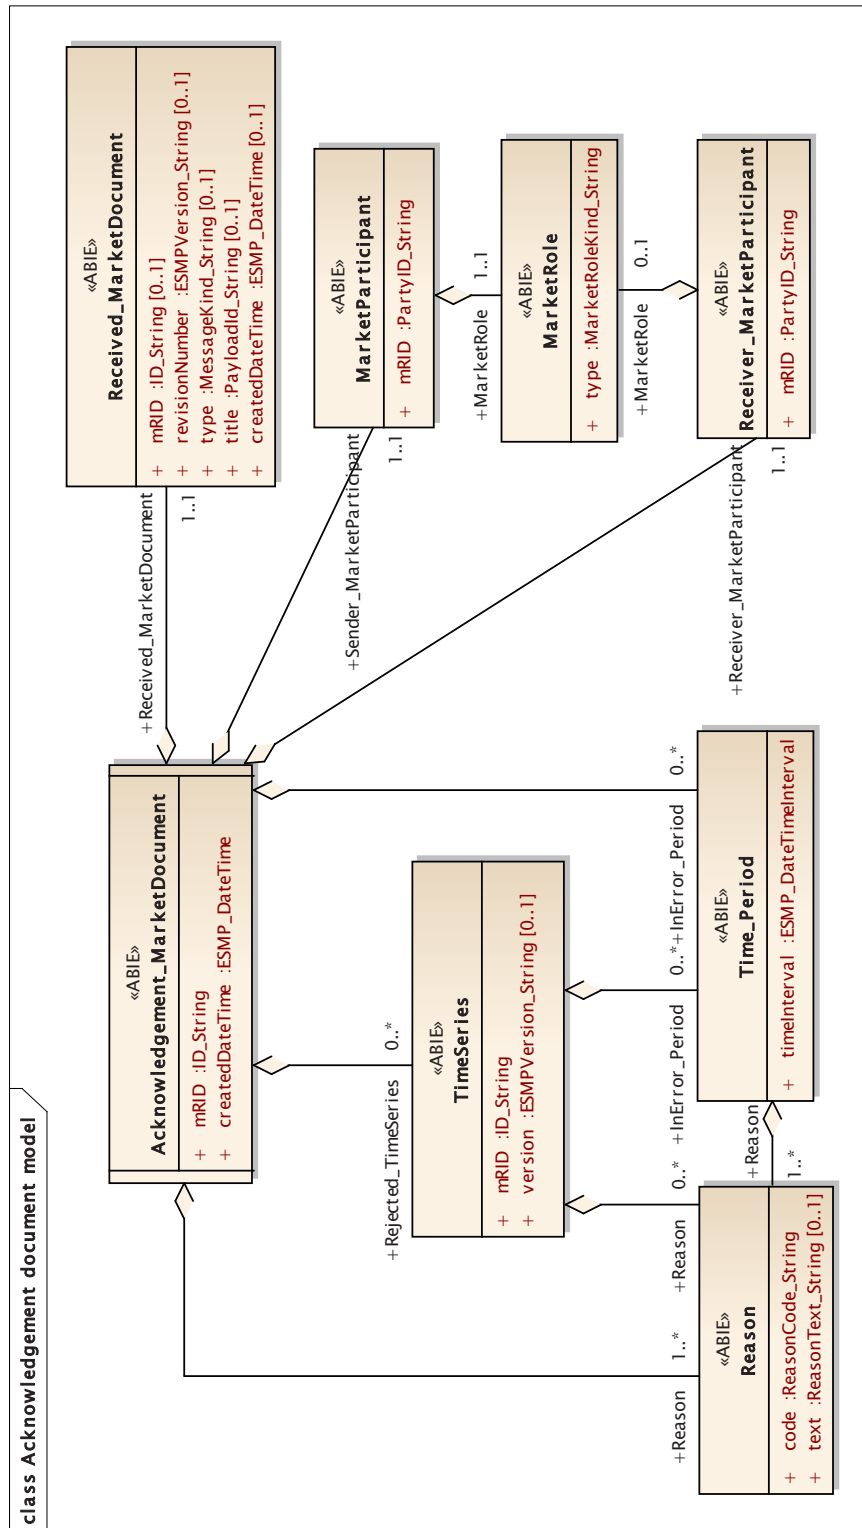 class Acknowledgement document model
«ABIE»
Received_MarketDocument
+ mRID :ID_String [0..1]
+ revisionNumber :ESMPVersion_String [0..1]
+ type :MessageKind_String [0..1]
+ title :PayloadId_String [0..1]
+ createdDateTime :ESMP_DateTime [0..1]
+Received_MarketDocument
1..1
«ABIE»
Acknowledgement_MarketDocument
+ mRID :ID_String
+ createdDateTime :ESMP_DateTime
«ABIE»
MarketParticipant
+ mRID :PartyID_String
+Sender_MarketParticipant
1..1
+MarketRole
1..1
«ABIE»
MarketRole
+ type :MarketRoleKind_String
+MarketRole
0..1
«ABIE»
Receiver_MarketParticipant
+ mRID :PartyID_String
+Receiver_MarketParticipant
1..1
+Rejected_TimeSeries
0..*
«ABIE»
TimeSeries
+ mRID :ID_String
+ version :ESMPVersion_String [0..1]
+Reason
1..*
+Reason
0..*
+InError_Period
0..*
+InError_Period
0..*
«ABIE»
Reason
+ code :ReasonCode_String
+ text :ReasonText_String [0..1]
+Reason
1..*
«ABIE»
Time_Period
+ timeInterval :ESMP_DateTimeInterval